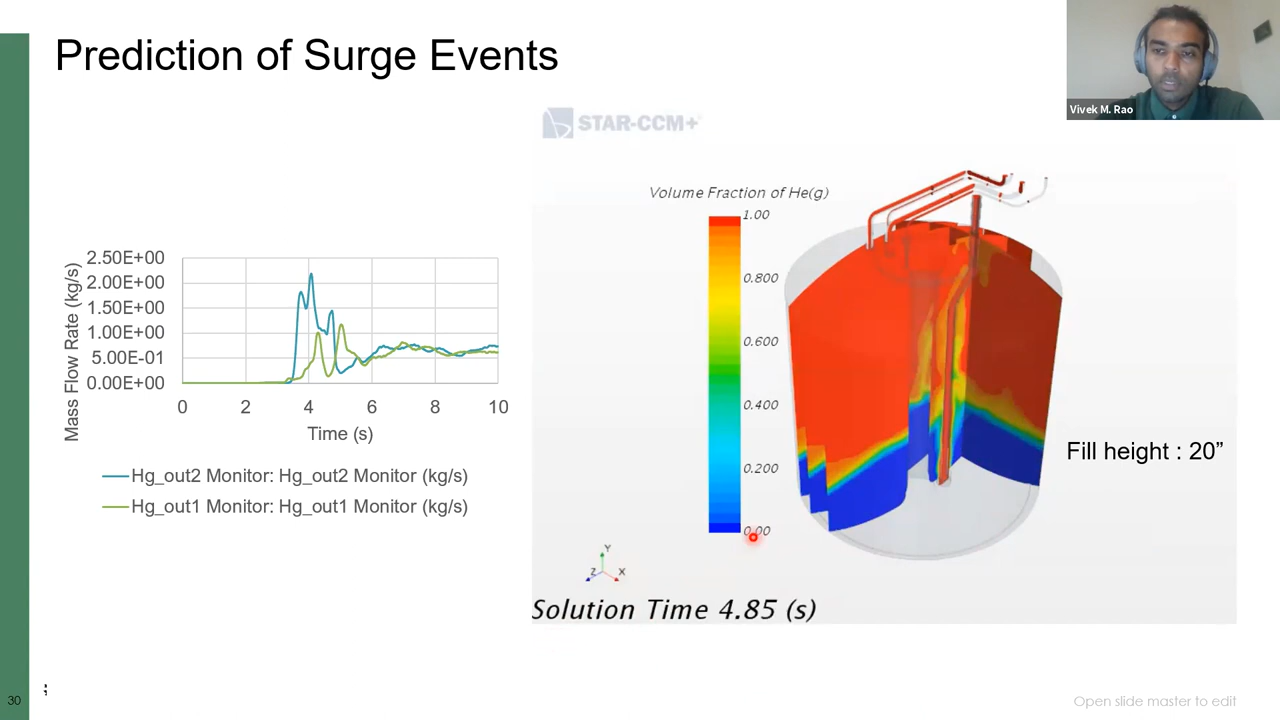 Prediction of Surge Events
Vivek M. Rao
STAR-CCM+
Volume Fraction of He(g)
1.00
0.800
0.600
0.400
0.200
0.00
Mass Flow Rate (kg/s)
2.50E+00
2.00E+00
1.50E+00
1.00E+00
5.00E-01
0.00E+00
0 2 4 6 8 10
Time (s)
Hg_out2 Monitor: Hg_out2 Monitor (kg/s)
Hg_out1 Monitor: Hg_out1 Monitor (kg/s)
Fill height : 20”
Y
Z X
Solution Time 4.85 (s)
30
Open slide master to edit